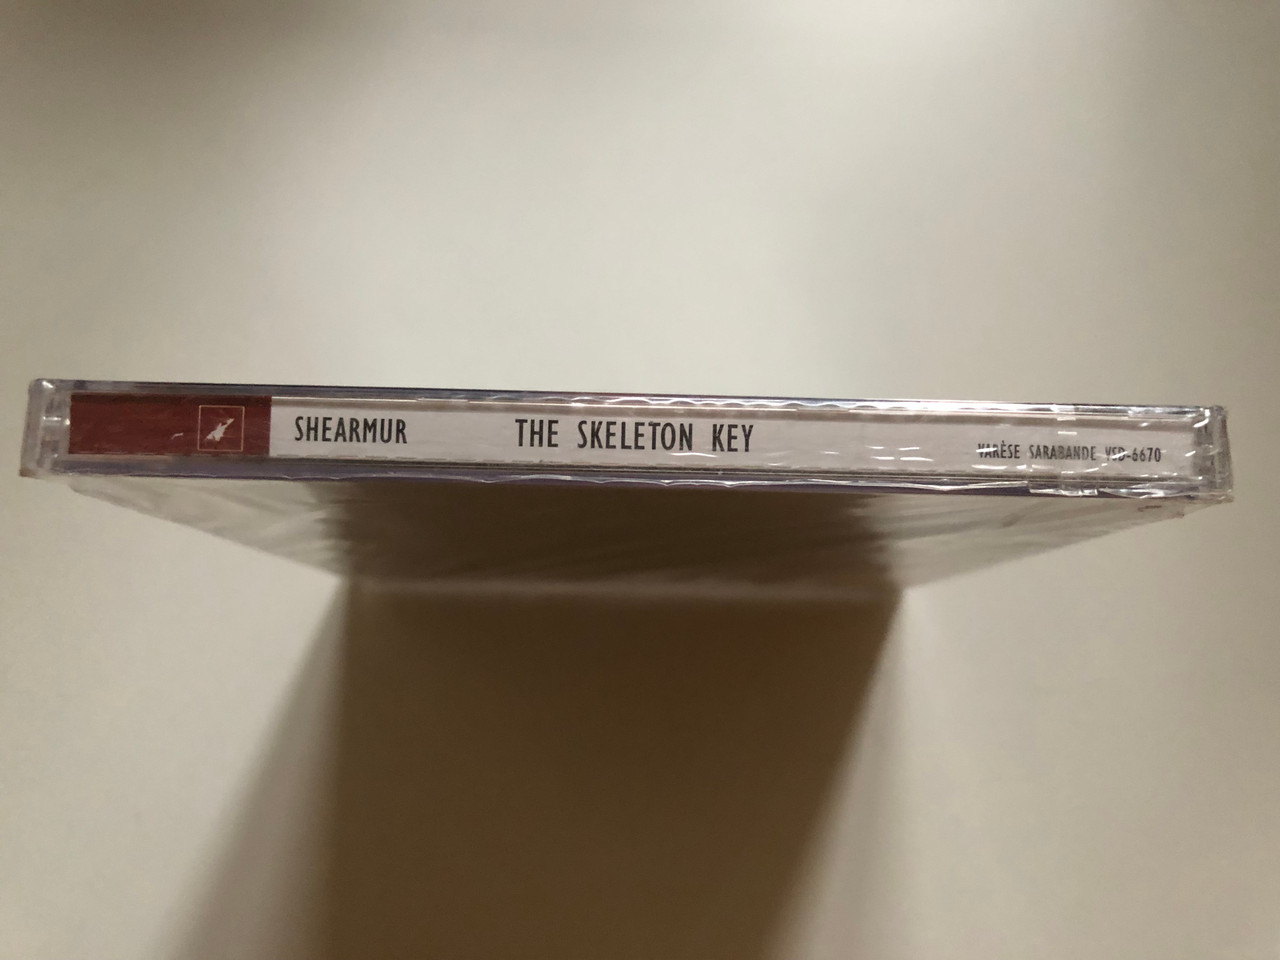 SHEARMUR THE SKELETON KEY VARÈSE SARABANDE VSD-6670